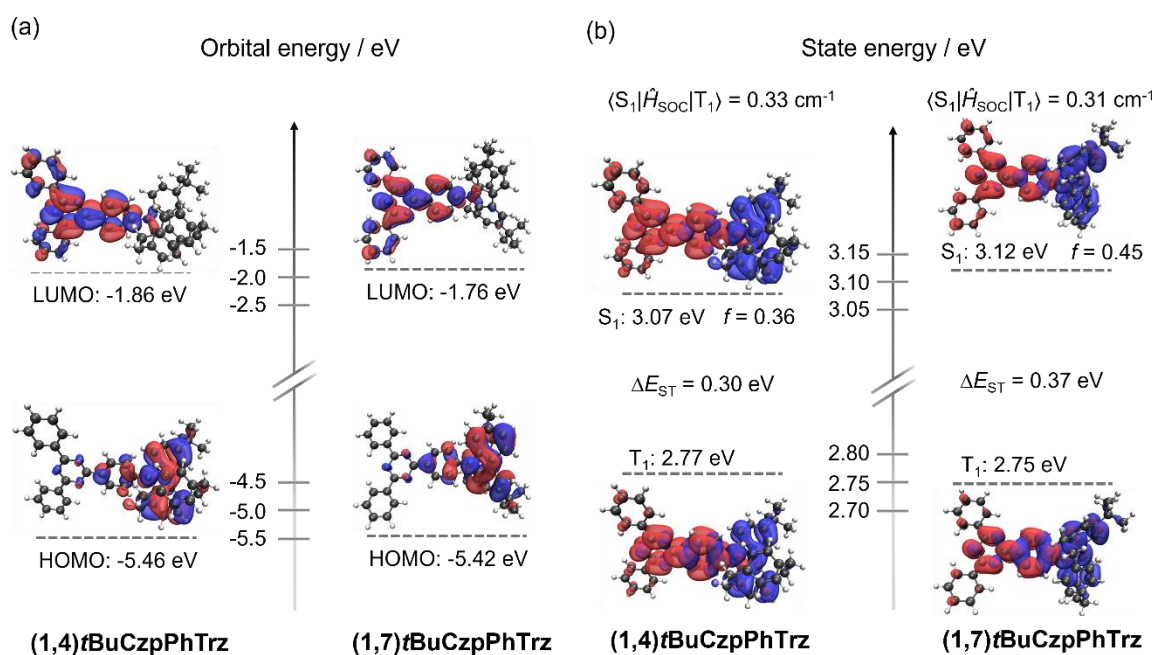 (a)
Orbital energy / eV
-1.5
-2.0
-2.5
LUMO: -1.86 eV
LUMO: -1.76 eV
-4.5
-5.0
-5.5
HOMO: -5.46 eV
HOMO: -5.42 eV
(1,4)tBuCzpPhTrz
(1,7)tBuCzpPhTrz
(b)
State energy / eV
⟨S₁|Ĥ_SOC|T₁⟩ = 0.33 cm⁻¹
⟨S₁|Ĥ_SOC|T₁⟩ = 0.31 cm⁻¹
3.15
3.10
3.05
S₁: 3.07 eV f = 0.36
S₁: 3.12 eV f = 0.45
ΔE_ST = 0.30 eV
ΔE_ST = 0.37 eV
2.80
2.75
2.70
T₁: 2.77 eV
T₁: 2.75 eV
(1,4)tBuCzpPhTrz
(1,7)tBuCzpPhTrz